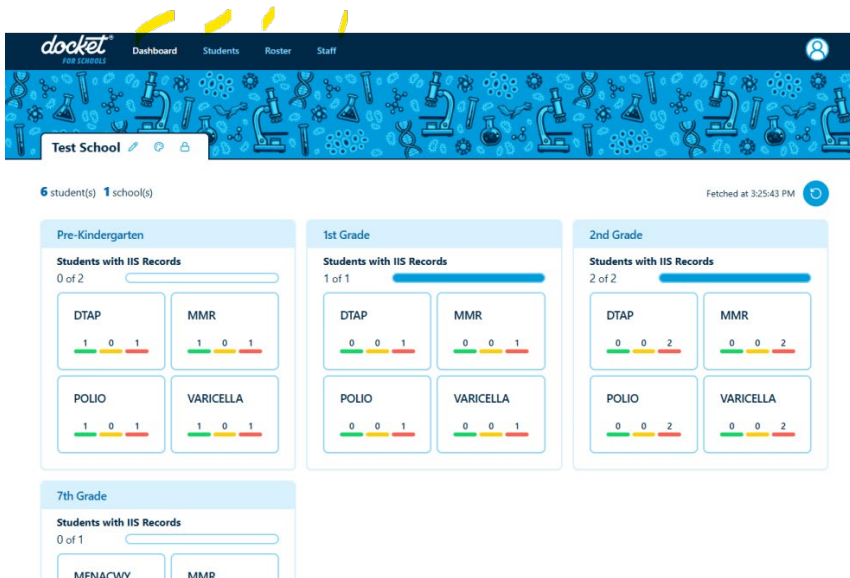 docket
FOR SCHOOLS
Dashboard Students Roster Staff
Test School
6 student(s) 1 school(s)
Fetched at 3:25:43 PM
Pre-Kindergarten
Students with IIS Records
0 of 2
DTAP
1 0 1
MMR
1 0 1
POLIO
1 0 1
VARICELLA
1 0 1
1st Grade
Students with IIS Records
1 of 1
DTAP
0 0 1
MMR
0 0 1
POLIO
0 0 1
VARICELLA
0 0 1
2nd Grade
Students with IIS Records
2 of 2
DTAP
0 0 2
MMR
0 0 2
POLIO
0 0 2
VARICELLA
0 0 2
7th Grade
Students with IIS Records
0 of 1
MENACWY
MMR